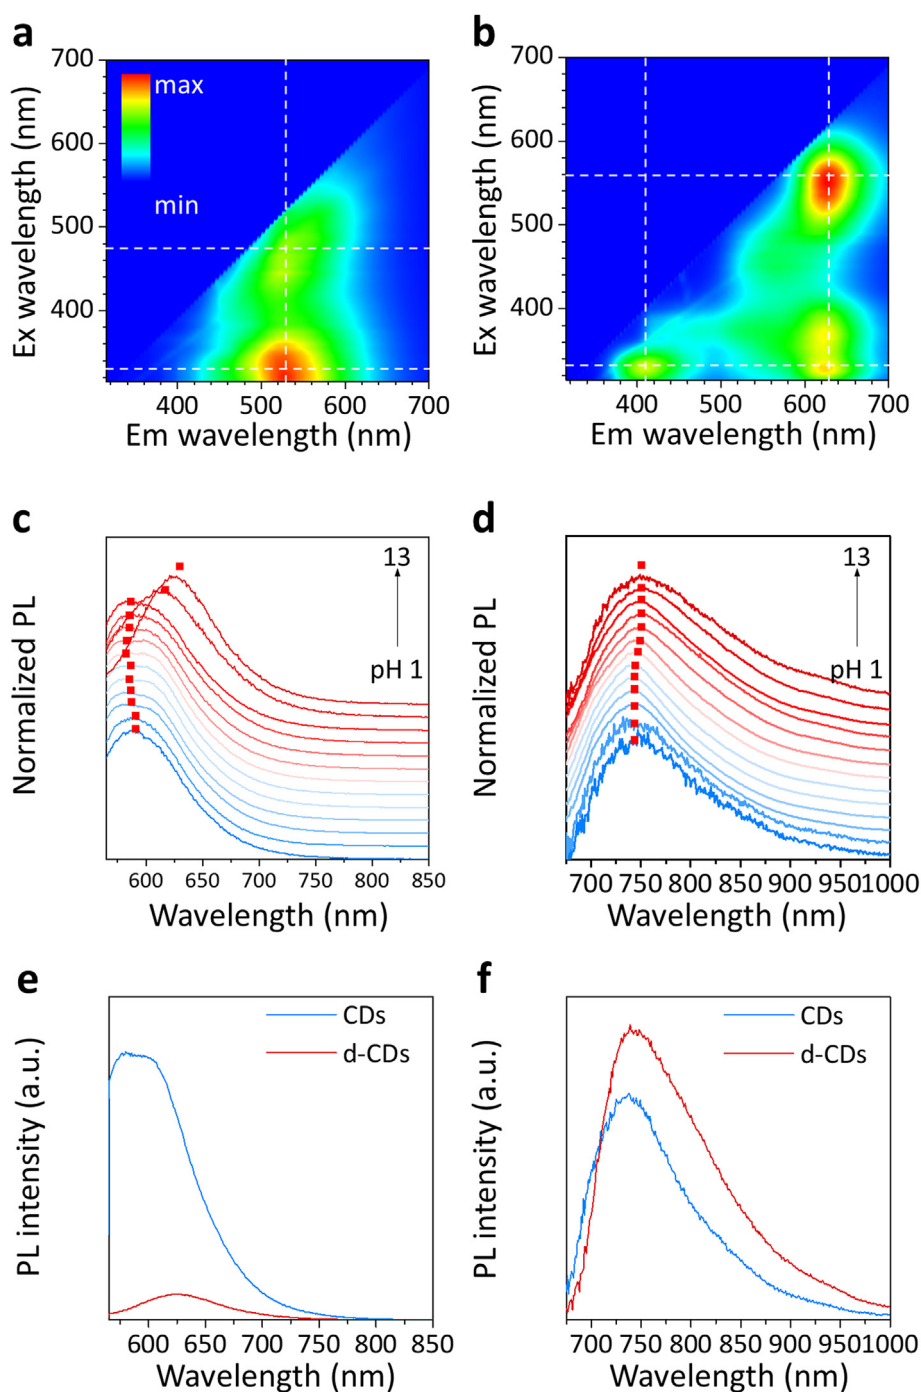 a
Ex wavelength (nm)
700
600
500
400
max
min
400 500 600 700
Em wavelength (nm)
b
Ex wavelength (nm)
700
600
500
400
400 500 600 700
Em wavelength (nm)
c
Normalized PL
13
pH 1
600 650 700 750 800 850
Wavelength (nm)
d
Normalized PL
13
pH 1
700 750 800 850 900 950 1000
Wavelength (nm)
e
PL intensity (a.u.)
CDs
d-CDs
600 650 700 750 800 850
Wavelength (nm)
f
PL intensity (a.u.)
CDs
d-CDs
700 750 800 850 900 950 1000
Wavelength (nm)